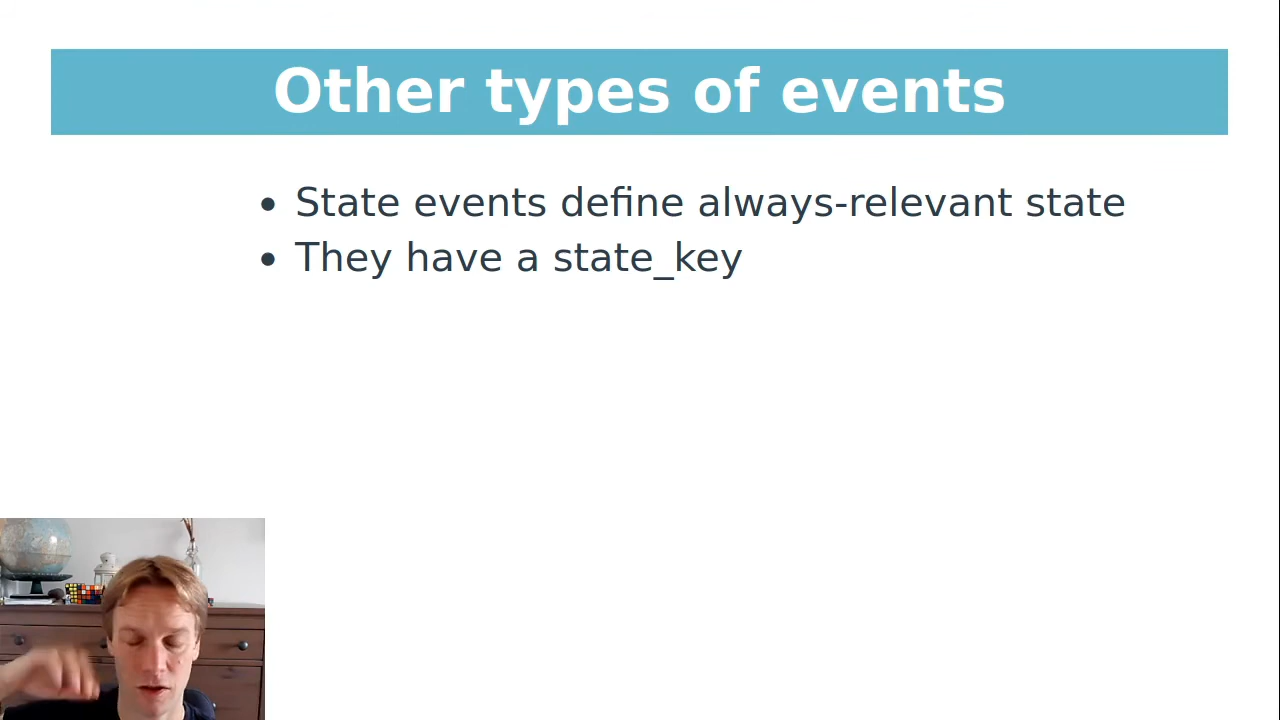 Other types of events
• State events define always-relevant state
• They have a state_key